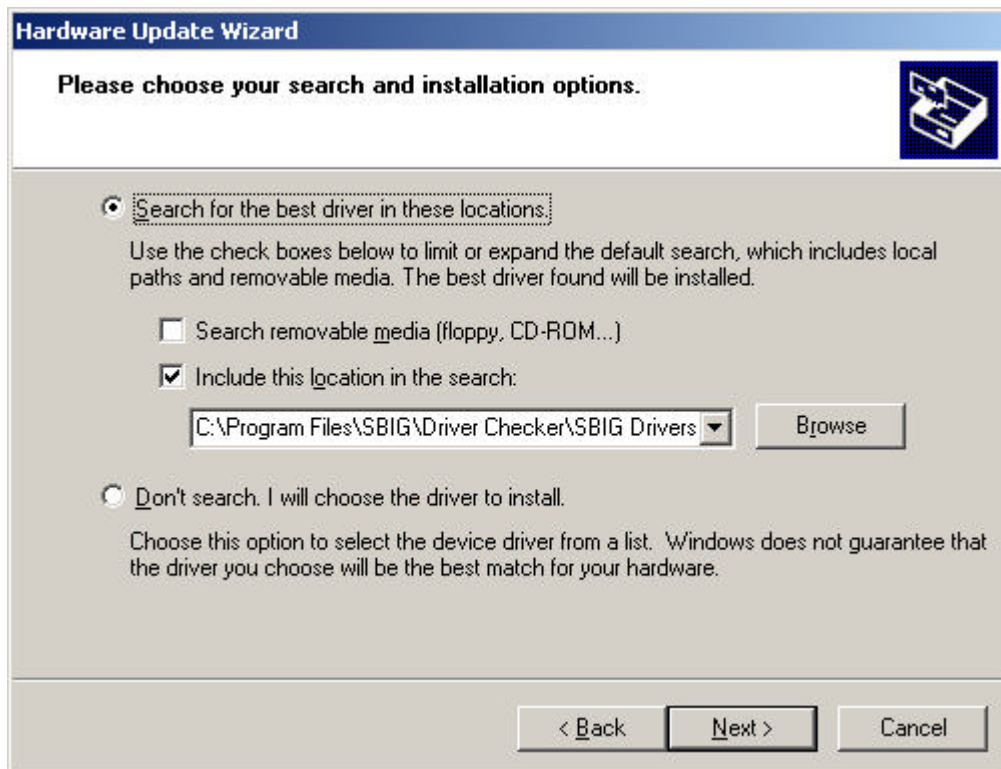 Hardware Update Wizard
Please choose your search and installation options.
Search for the best driver in these locations.
Use the check boxes below to limit or expand the default search, which includes local
paths and removable media. The best driver found will be installed.
Search removable media (floppy, CD-ROM...)
Include this location in the search:
C:\Program Files\SBIG\Driver Checker\SBIG Drivers
Browse
Don't search. I will choose the driver to install.
Choose this option to select the device driver from a list. Windows does not guarantee that
the driver you choose will be the best match for your hardware.
< Back
Next >
Cancel